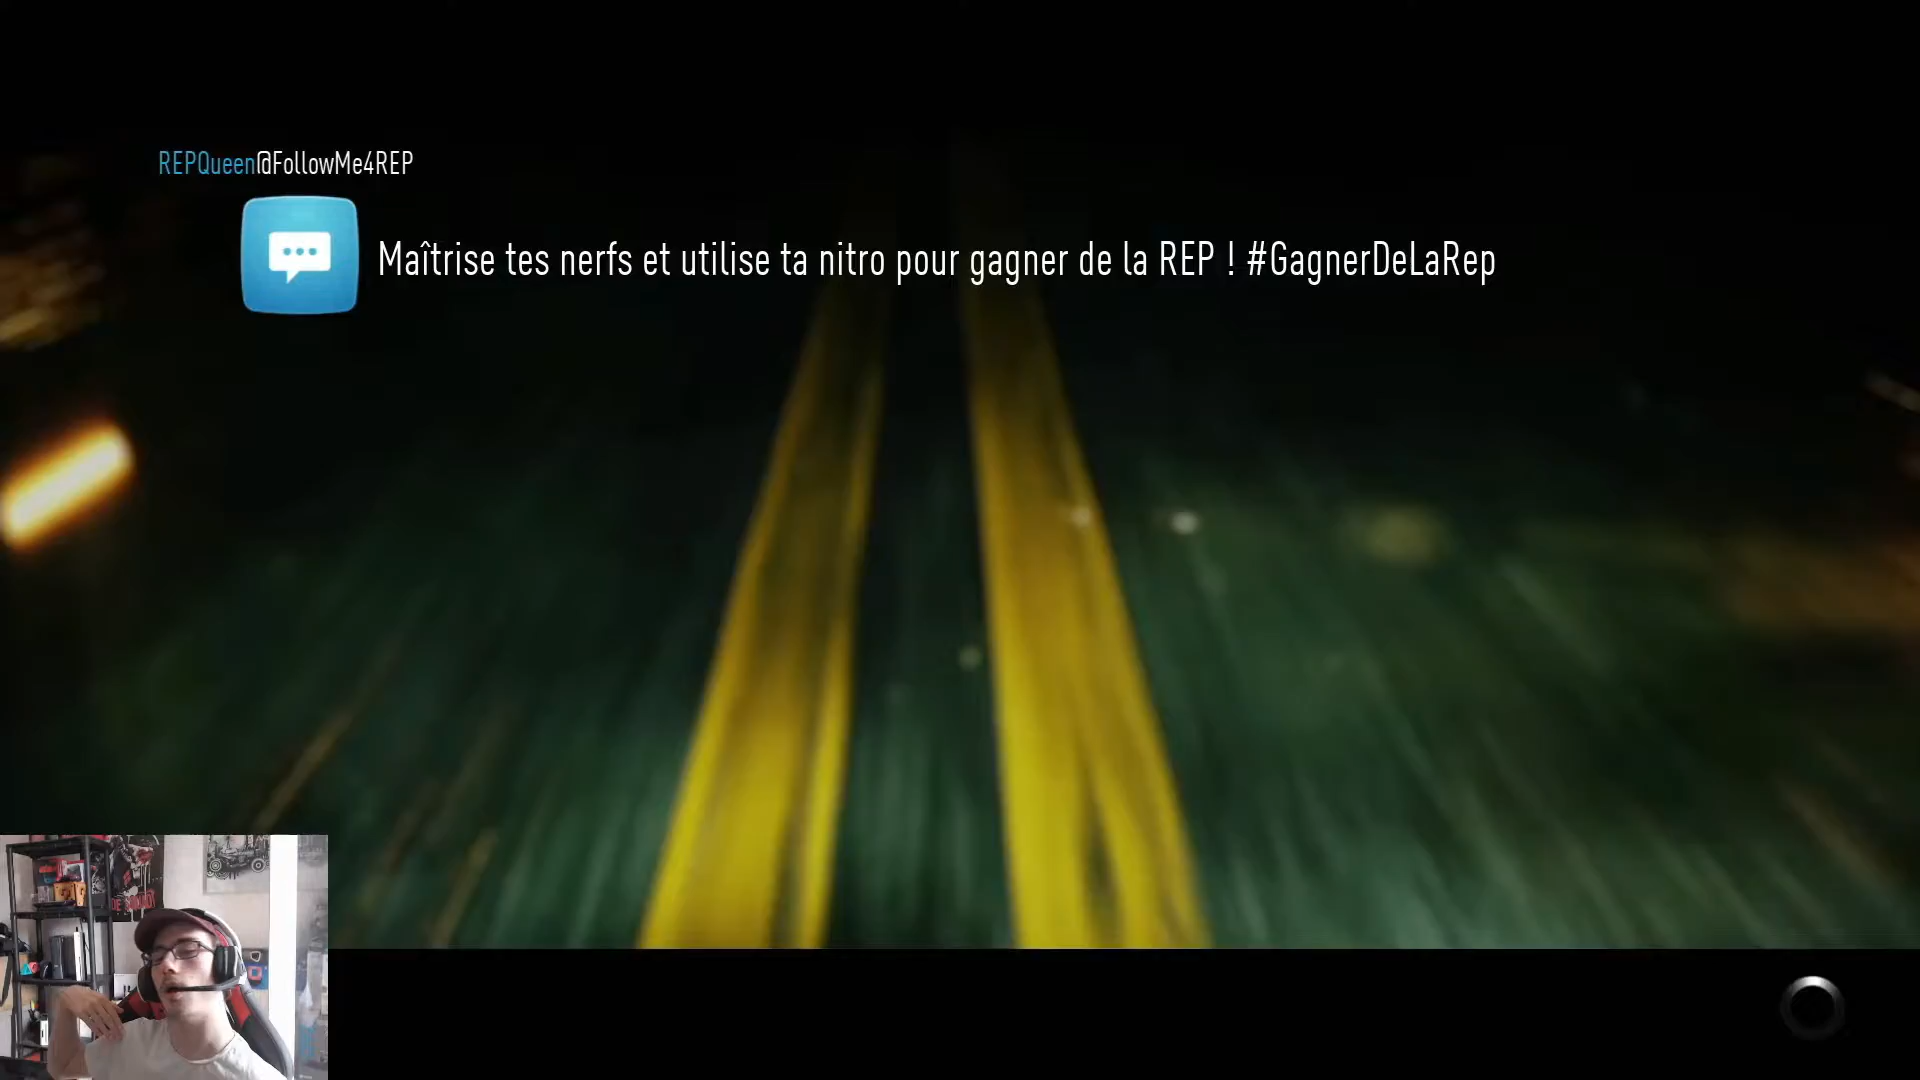 REPQueen@FollowMe4REP
Maîtrise tes nerfs et utilise ta nitro pour gagner de la REP ! #GagnerDeLaRep